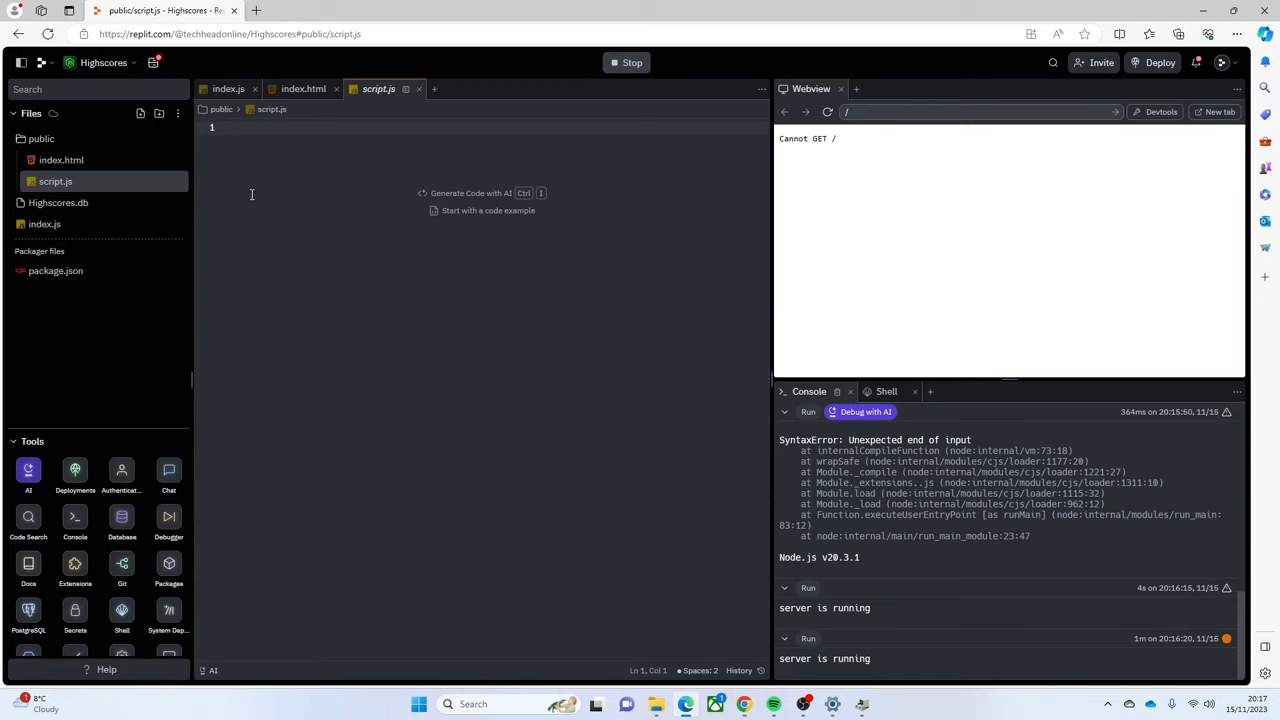 public/script.js - Highscores - R
https://replit.com/@techheadonline/Highscores#public/script.js
Highscores
Stop
Invite
Deploy
Search
Files
public
index.html
script.js
Highscores.db
index.js
Packager files
package.json
Tools
AI
Deployments
Authenticat...
Chat
Code Search
Console
Database
Debugger
Docs
Extensions
Git
Packages
PostgreSQL
Secrets
Shell
System Dep...
? Help
index.js
index.html
script.js
public > script.js
1
Generate Code with AI Ctrl I
Start with a code example
AI
Ln 1, Col 1
Spaces: 2
History
Webview
/
Devtools
New tab
Cannot GET /
Console
Shell
Run
Debug with AI
364ms on 20:15:50, 11/15
SyntaxError: Unexpected end of input
at internalCompileFunction (node:internal/vm:73:18)
at wrapSafe (node:internal/modules/cjs/loader:1177:20)
at Module._compile (node:internal/modules/cjs/loader:1221:27)
at Module._extensions..js (node:internal/modules/cjs/loader:1311:10)
at Module.load (node:internal/modules/cjs/loader:1115:32)
at Module._load (node:internal/modules/cjs/loader:962:12)
at Function.executeUserEntryPoint [as runMain] (node:internal/modules/run_main:
83:12)
at node:internal/main/run_main_module:23:47
Node.js v20.3.1
Run
4s on 20:16:15, 11/15
server is running
Run
1m on 20:16:20, 11/15
server is running
1
8°C
Cloudy
Search
1
20:17
15/11/2023